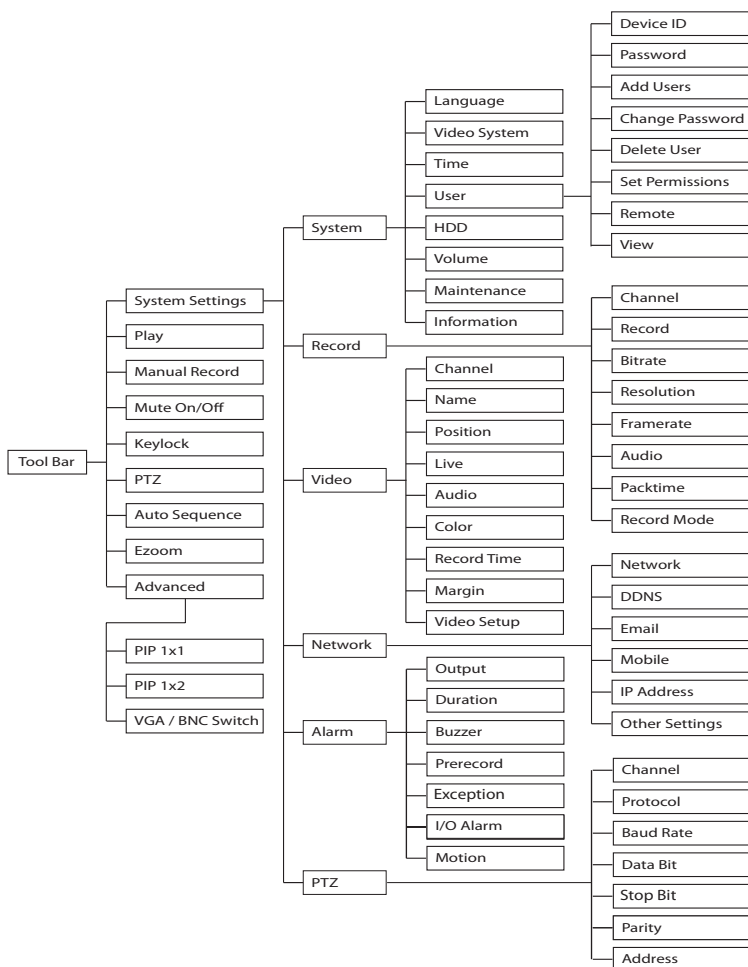 Tool Bar
System Settings
Play
Manual Record
Mute On/Off
Keylock
PTZ
Auto Sequence
Ezoom
Advanced
PIP 1x1
PIP 1x2
VGA / BNC Switch
System
Record
Video
Network
Alarm
PTZ
Language
Video System
Time
User
HDD
Volume
Maintenance
Information
Channel
Name
Position
Live
Audio
Color
Record Time
Margin
Video Setup
Output
Duration
Buzzer
Prerecord
Exception
I/O Alarm
Motion
Device ID
Password
Add Users
Change Password
Delete User
Set Permissions
Remote
View
Channel
Record
Bitrate
Resolution
Framerate
Audio
Packtime
Record Mode
Network
DDNS
Email
Mobile
IP Address
Other Settings
Channel
Protocol
Baud Rate
Data Bit
Stop Bit
Parity
Address